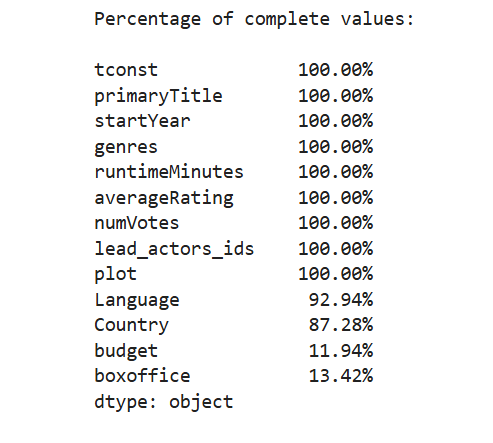 Percentage of complete values:
tconst 100.00%
primaryTitle 100.00%
startYear 100.00%
genres 100.00%
runtimeMinutes 100.00%
averageRating 100.00%
numVotes 100.00%
lead_actors_ids 100.00%
plot 100.00%
Language 92.94%
Country 87.28%
budget 11.94%
boxoffice 13.42%
dtype: object